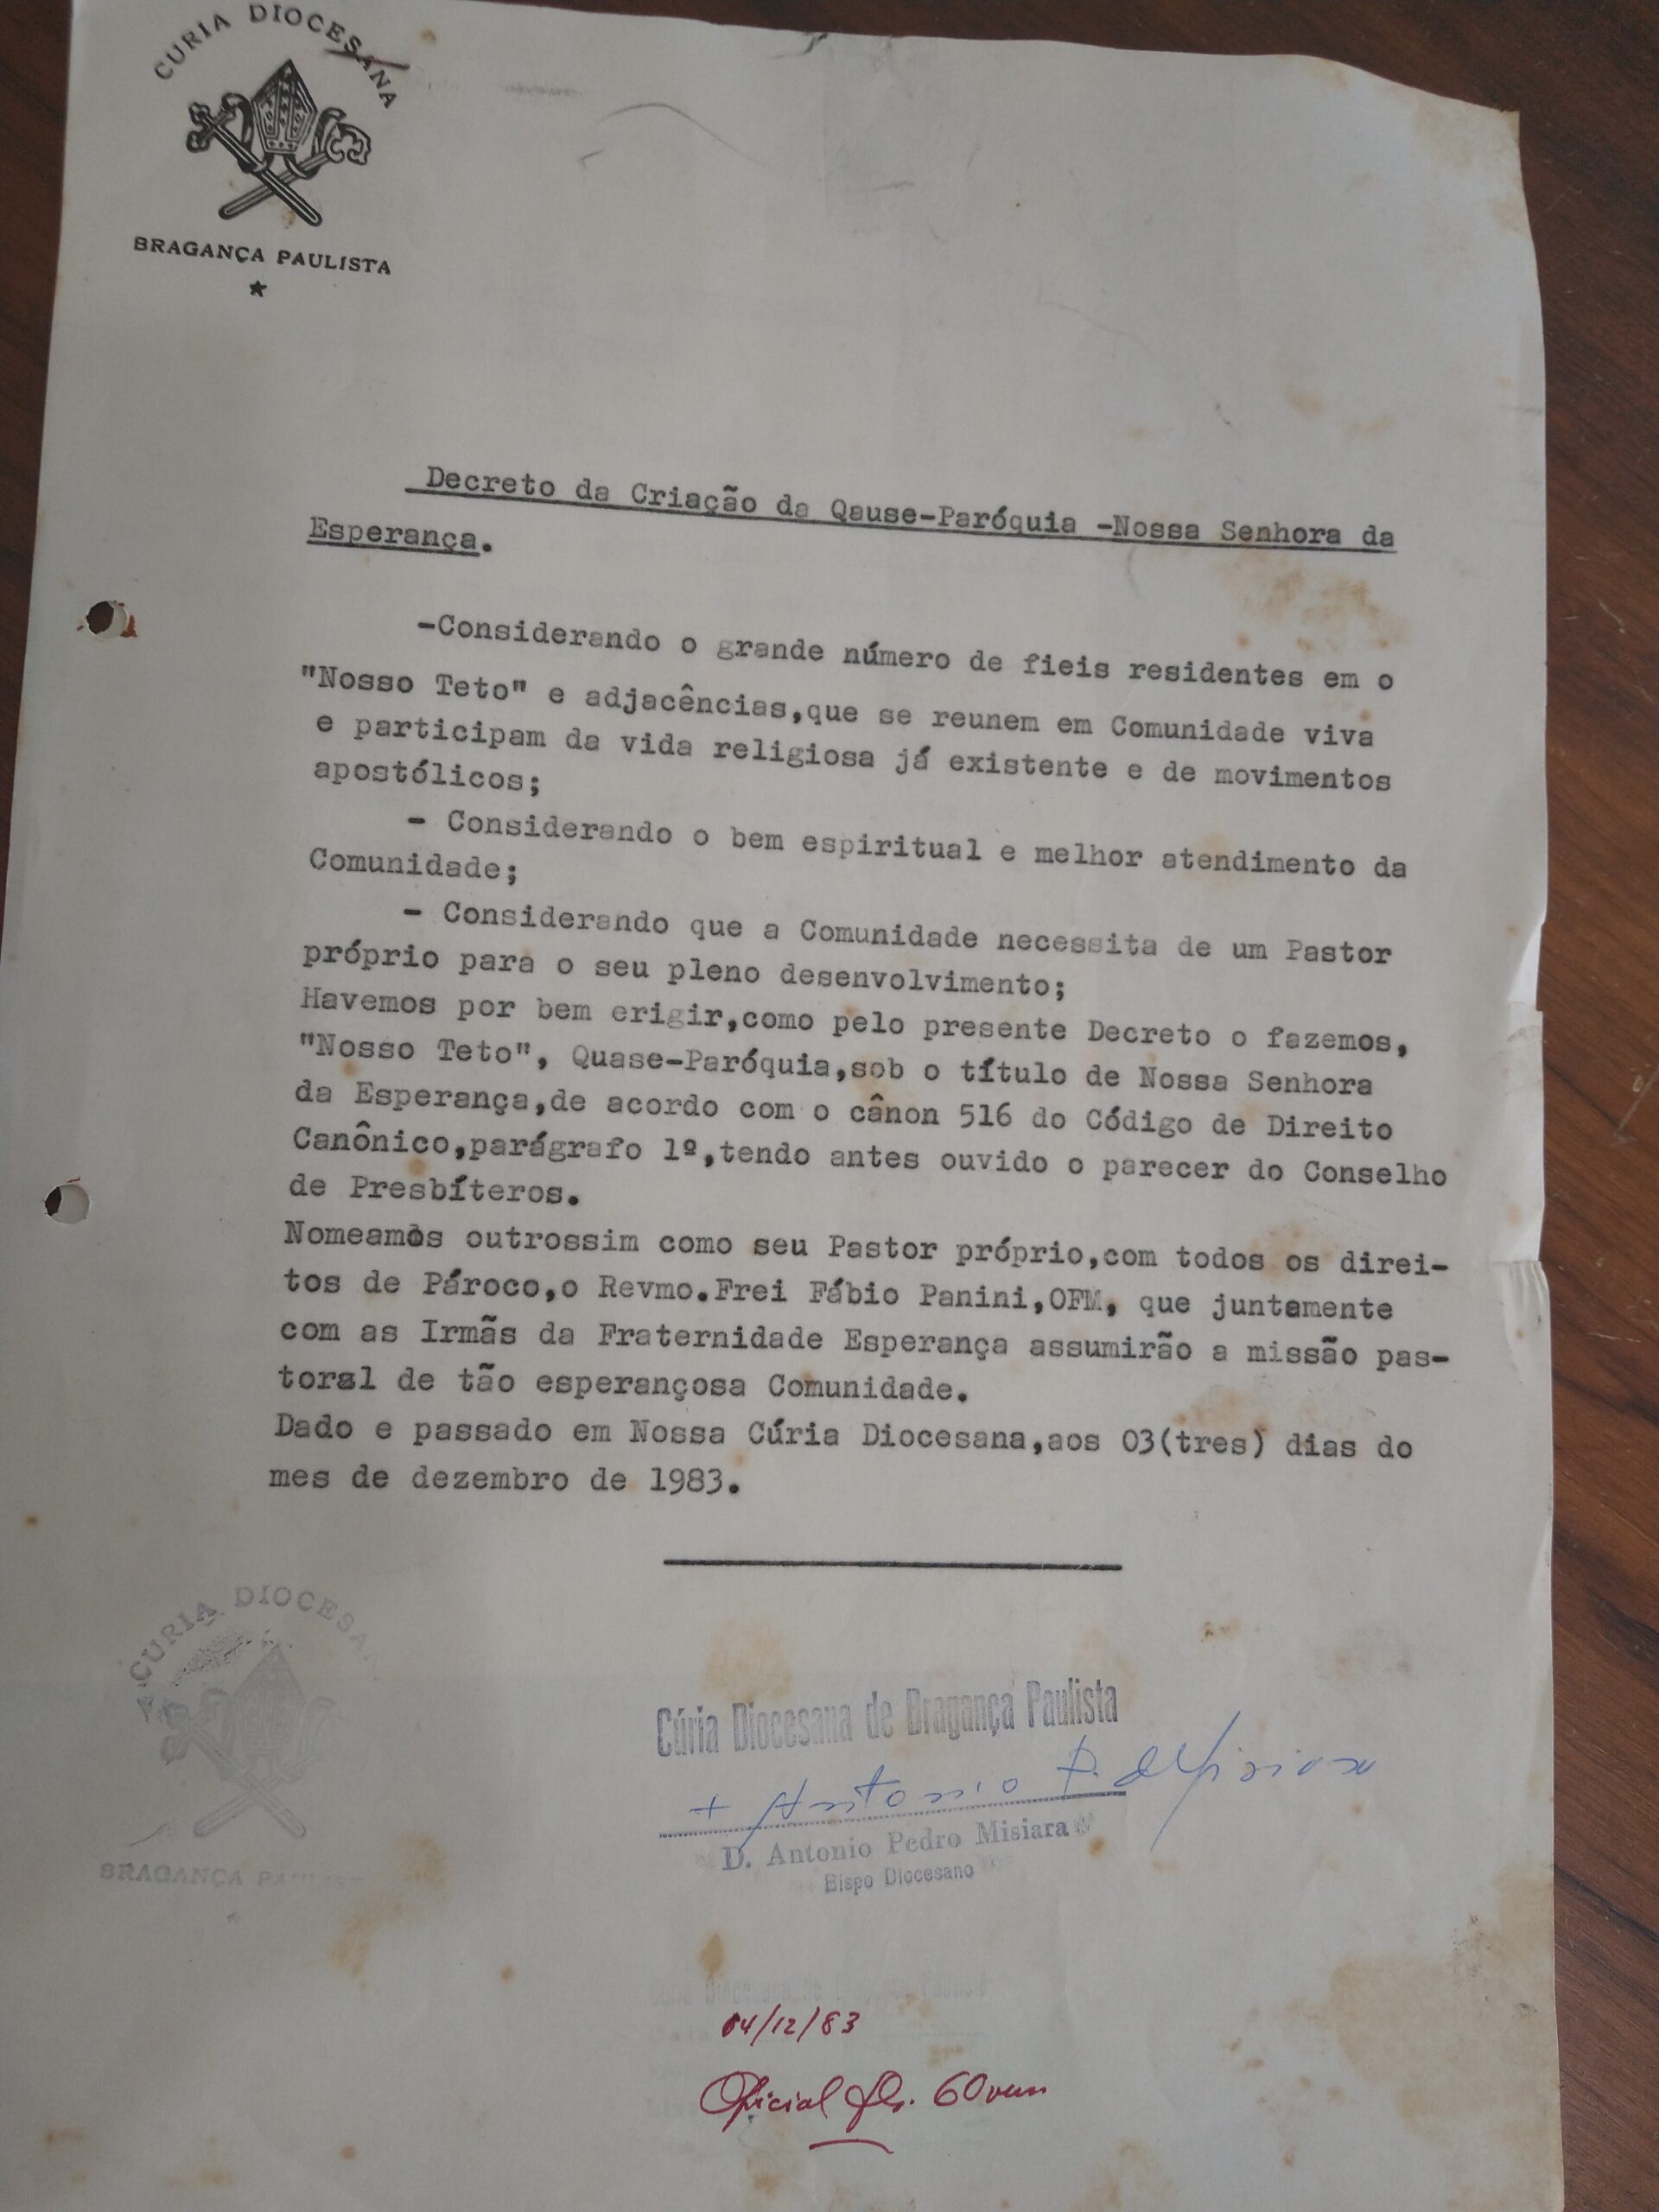 CURIA DIOCESANA
BRAGANÇA PAULISTA
Decreto da Criação da Qause-Paróquia -Nossa Senhora da
Esperança.
-Considerando o grande número de fieis residentes em o
"Nosso Teto" e adjacências,que se reunem em Comunidade viva
e participam da vida religiosa já existente e de movimentos
apostólicos;
- Considerando o bem espiritual e melhor atendimento da
Comunidade;
- Considerando que a Comunidade necessita de um Pastor
próprio para o seu pleno desenvolvimento;
Havemos por bem erigir,como pelo presente Decreto o fazemos,
"Nosso Teto", Quase-Paróquia,sob o título de Nossa Senhora
da Esperança,de acordo com o cânon 516 do Código de Direito
Canônico,parágrafo 1º,tendo antes ouvido o parecer do Conselho
de Presbíteros.
Nomeamos outrossim como seu Pastor próprio,com todos os direi-
tos de Pároco,o Revmo.Frei Fábio Panini,OFM, que juntamente
com as Irmãs da Fraternidade Esperança assumirão a missão pas-
toral de tão esperançosa Comunidade.
Dado e passado em Nossa Cúria Diocesana,aos 03(tres) dias do
mes de dezembro de 1983.
CURIA DIOCESA
BRAGANÇA PAULIST
Cúria Diocesana de Bragança Paulista
+ Antonio P. Misiara
D. Antonio Pedro Misiara
Bispo Diocesano
04/12/83
Oficial fls. 60